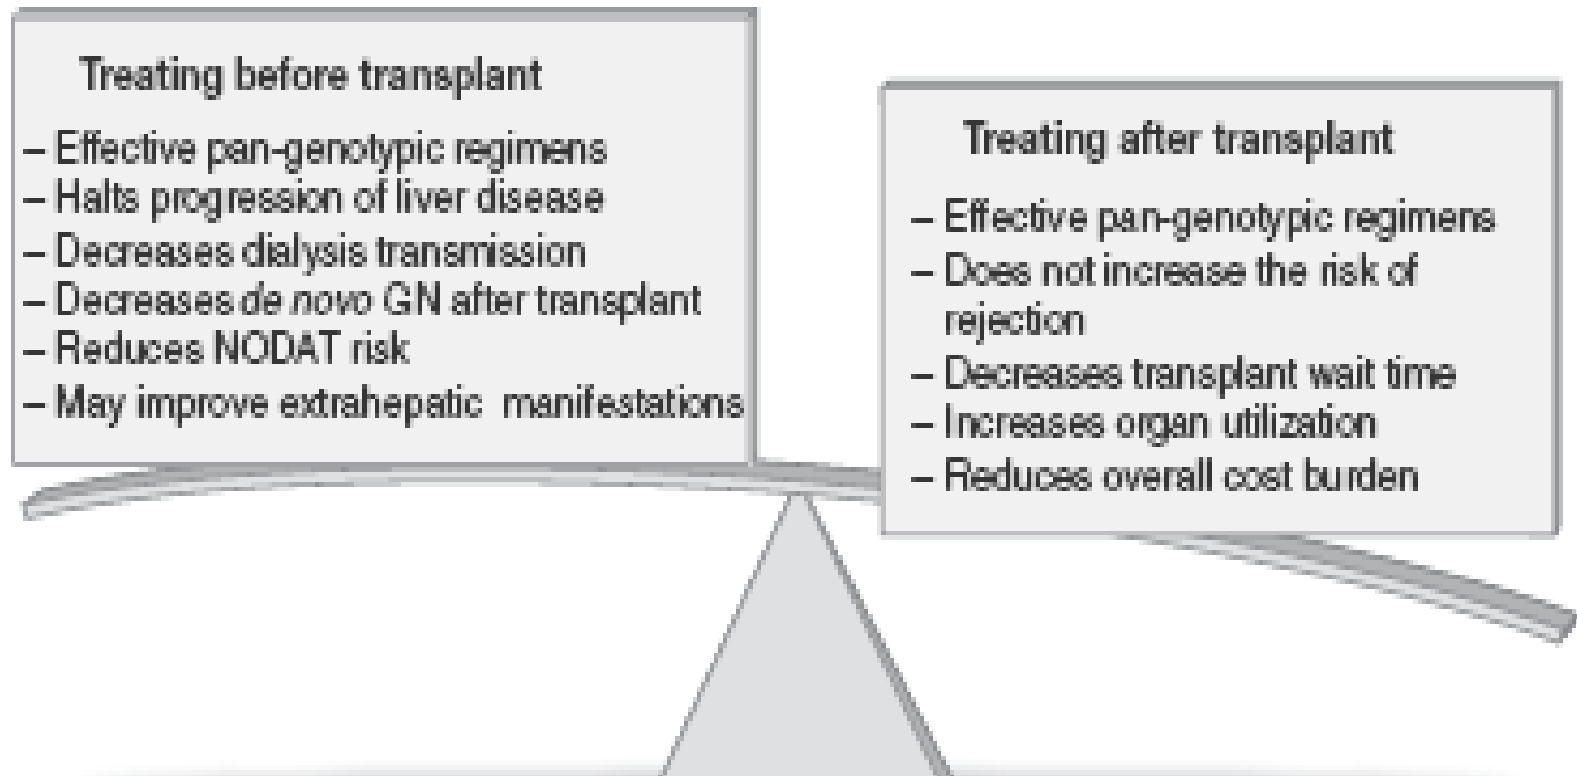 Treating before transplant
– Effective pan-genotypic regimens
– Halts progression of liver disease
– Decreases dialysis transmission
– Decreases de novo GN after transplant
– Reduces NODAT risk
– May improve extrahepatic manifestations
Treating after transplant
– Effective pan-genotypic regimens
– Does not increase the risk of
rejection
– Decreases transplant wait time
– Increases organ utilization
– Reduces overall cost burden